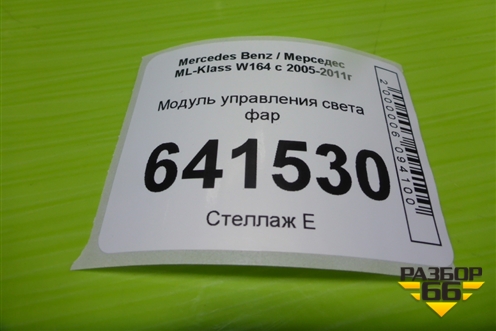 Mercedes Benz / Мерседес
ML-Klass W164 с 2005-2011г
Модуль управления света
фар
641530
Стеллаж Е
2000006094100
РАЗБОР
66